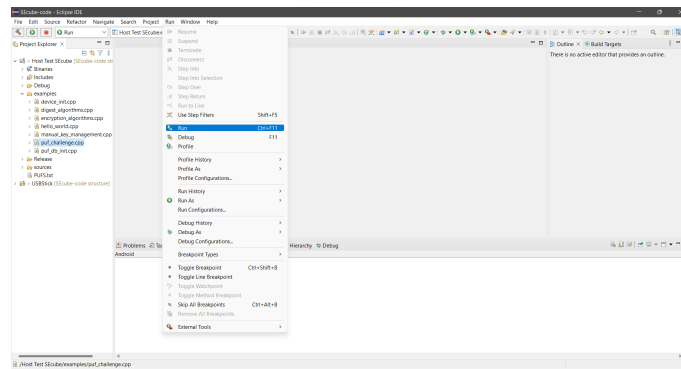 SEcube-code - Eclipse IDE
File Edit Source Refactor Navigate Search Project Run Window Help
Run
Host Test SEcube.e
Project Explorer
Host Test SEcube [SEcube-code str
Binaries
Includes
Debug
examples
device_init.cpp
digest_algorithms.cpp
encryption_algorithms.cpp
hello_world.cpp
manual_key_management.cpp
puf_challenge.cpp
puf_db_init.cpp
Release
sources
PUFS.txt
> USBStick [SEcube-code structure]
Resume
Suspend
Terminate
Disconnect
Step Into
Step Into Selection
Step Over
Step Return
Run to Line
Use Step Filters Shift+F5
Run Ctrl+F11
Debug F11
Profile
Profile History
Profile As
Profile Configurations...
Run History
Run As
Run Configurations...
Debug History
Debug As
Debug Configurations...
Breakpoint Types
Toggle Breakpoint Ctrl+Shift+B
Toggle Line Breakpoint
Toggle Watchpoint
Toggle Method Breakpoint
Skip All Breakpoints Ctrl+Alt+B
Remove All Breakpoints
External Tools
Outline Build Targets
There is no active editor that provides an outline.
Problems Tas
Hierarchy Debug
Android
/Host Test SEcube/examples/puf_challenge.cpp